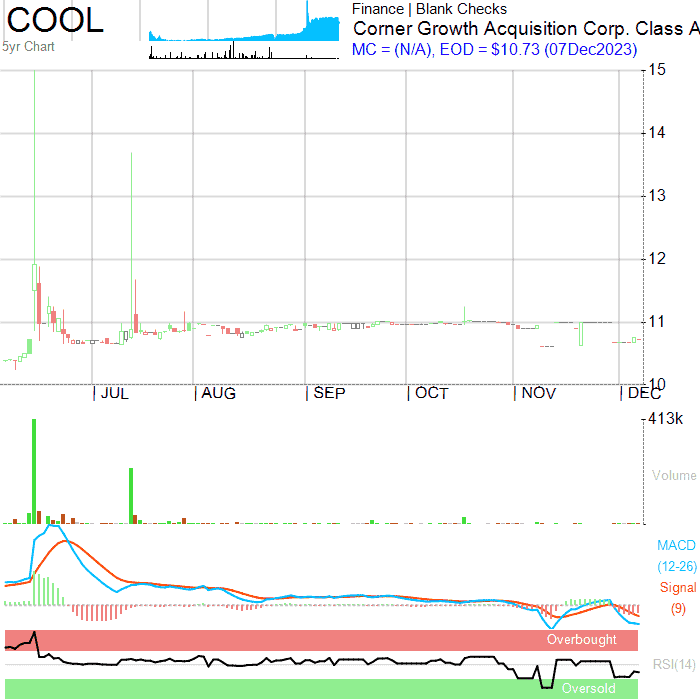 COOL
5yr Chart
Finance | Blank Checks
Corner Growth Acquisition Corp. Class A
MC = (N/A), EOD = $10.73 (07Dec2023)
15
14
13
12
11
10
JUL
AUG
SEP
OCT
NOV
DEC
413k
Volume
MACD
(12-26)
Signal
(9)
Overbought
RSI(14)
Oversold